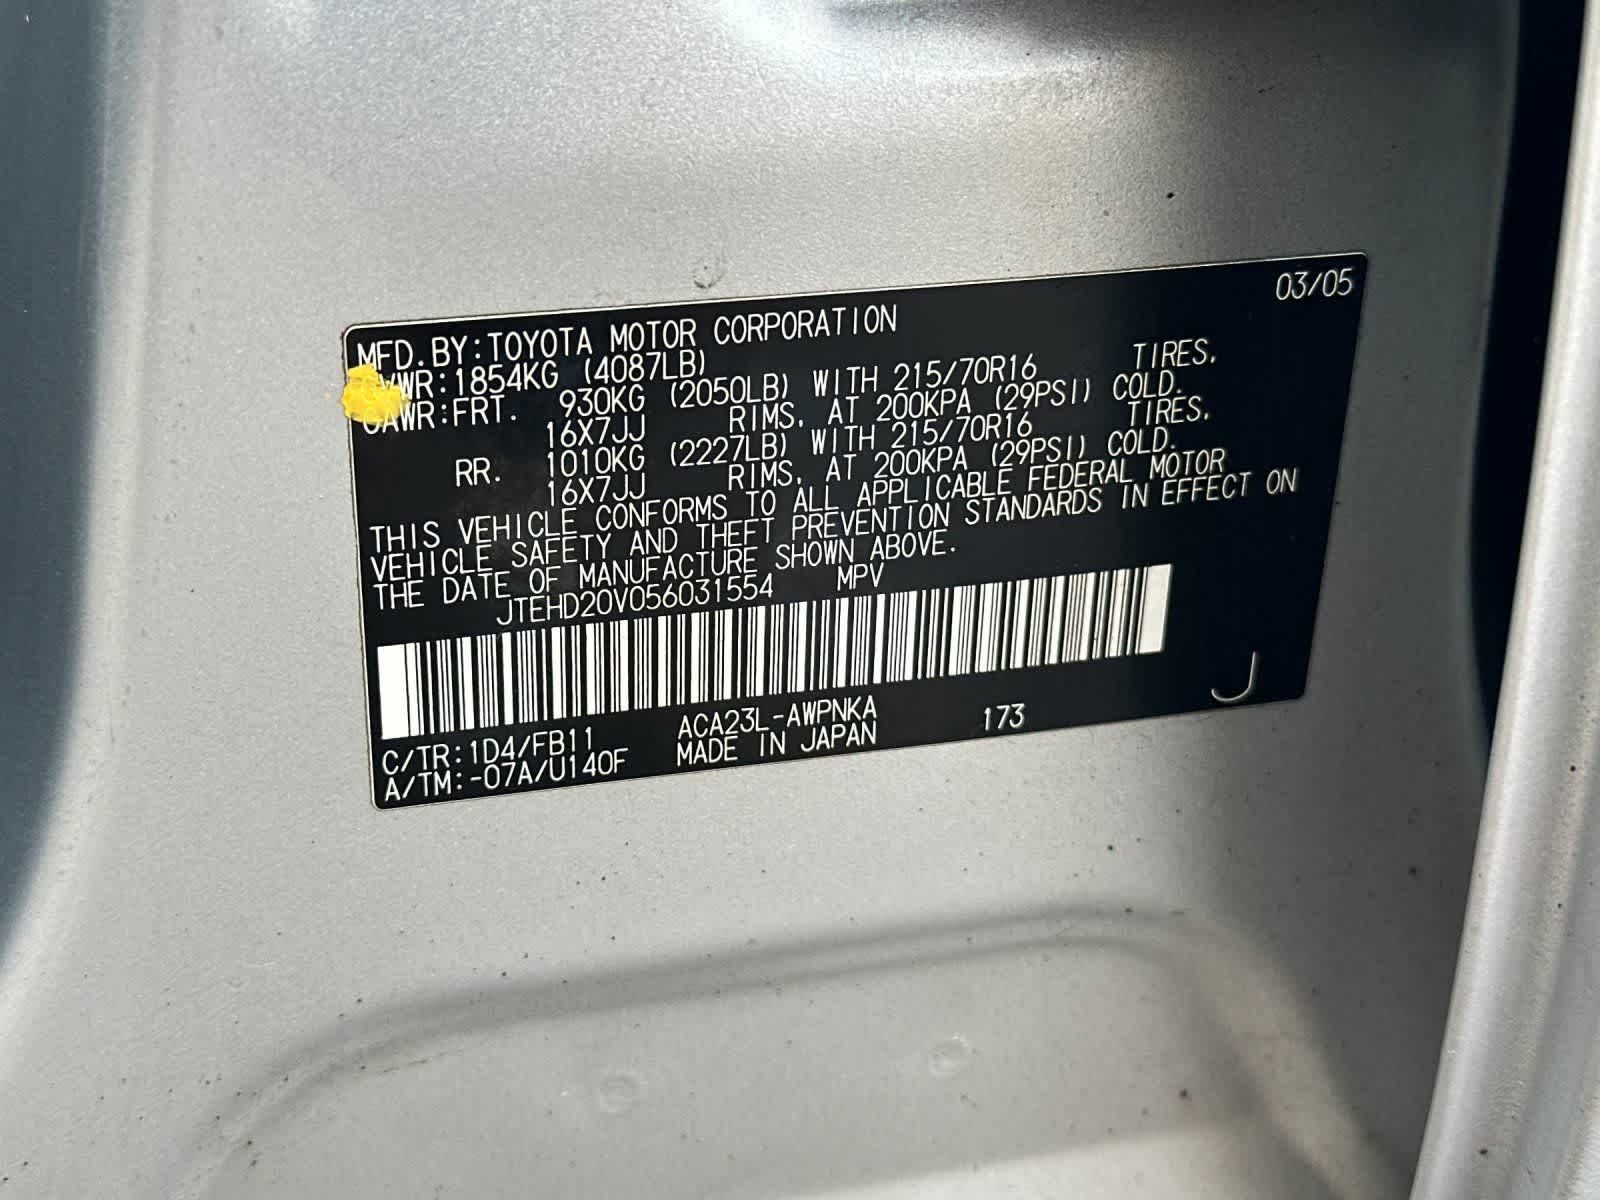 03/05
MFD.BY:TOYOTA MOTOR CORPORATION
GVWR:1854KG (4087LB)
GAWR:FRT. 930KG (2050LB) WITH 215/70R16 TIRES,
16X7JJ RIMS, AT 200KPA (29PSI) COLD.
RR. 1010KG (2227LB) WITH 215/70R16 TIRES,
16X7JJ RIMS, AT 200KPA (29PSI) COLD.
THIS VEHICLE CONFORMS TO ALL APPLICABLE FEDERAL MOTOR
VEHICLE SAFETY AND THEFT PREVENTION STANDARDS IN EFFECT ON
THE DATE OF MANUFACTURE SHOWN ABOVE.
JTEHD20V056031554 MPV
C/TR:1D4/FB11 ACA23L-AWPNKA 173 J
A/TM:-07A/U140F MADE IN JAPAN